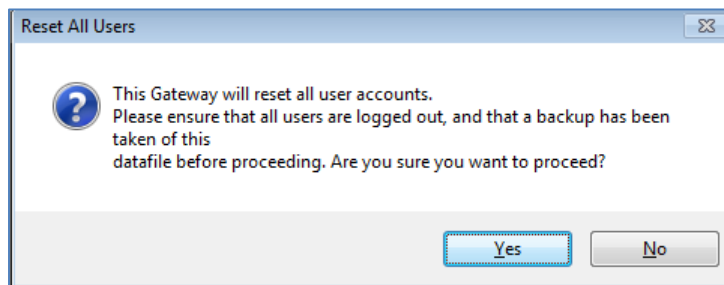 Reset All Users
This Gateway will reset all user accounts.
Please ensure that all users are logged out, and that a backup has been
taken of this
datafile before proceeding. Are you sure you want to proceed?
Yes
No